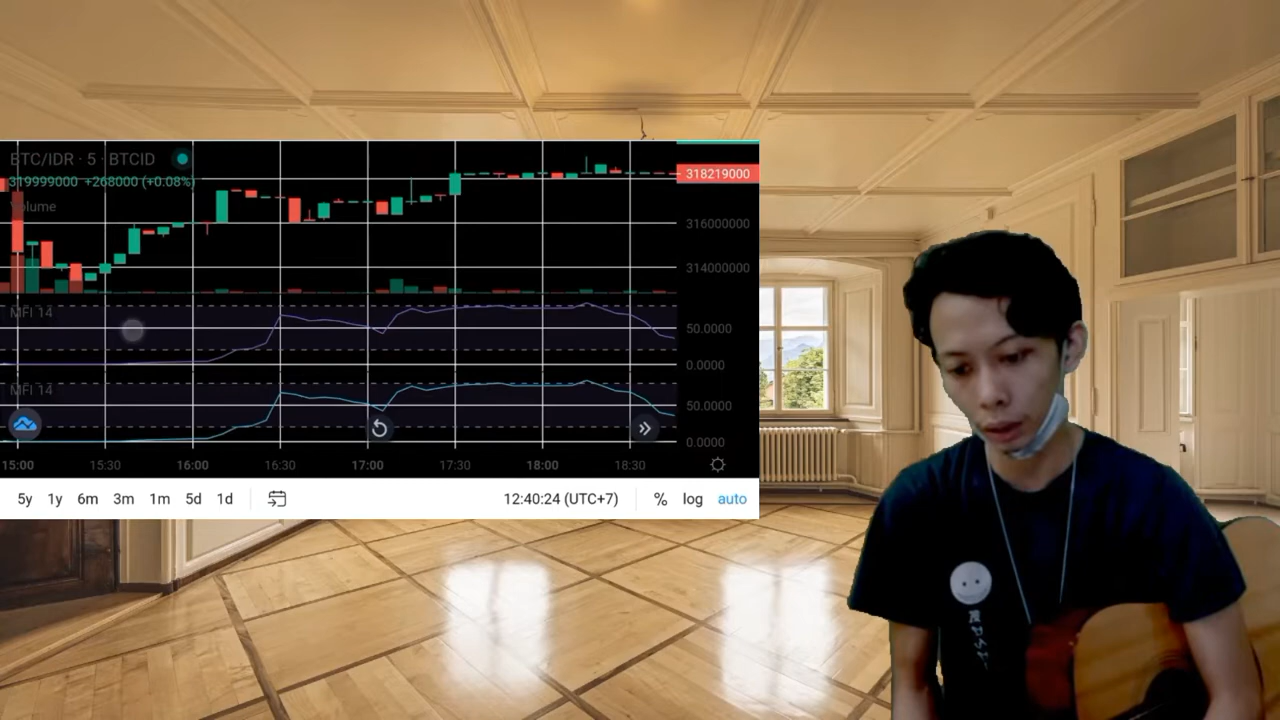 BTC/IDR · 5 · BTCID
319999000 +268000 (+0.08%)
Volume
318219000
316000000
314000000
MFI 14
50.0000
0.0000
MFI 14
50.0000
0.0000
15:00 15:30 16:00 16:30 17:00 17:30 18:00 18:30
5y 1y 6m 3m 1m 5d 1d 12:40:24 (UTC+7) % log auto